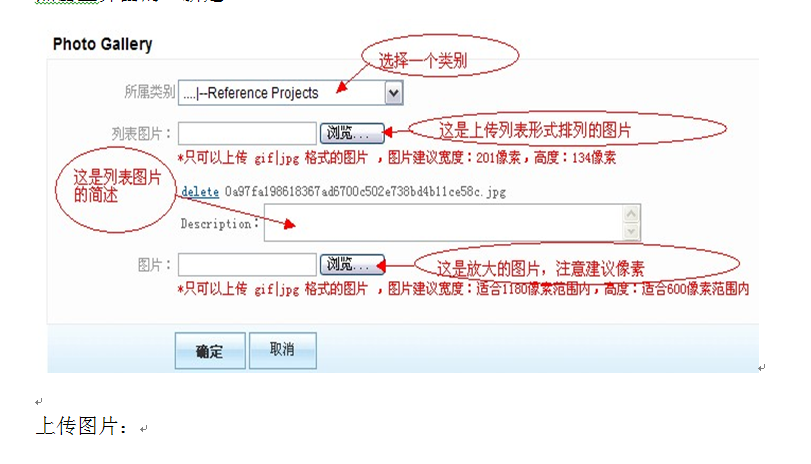 Photo Gallery
选择一个类别
所属类别 ....|--Reference Projects
列表图片： 浏览... 这是上传列表形式排列的图片
*只可以上传 gif|jpg 格式的图片 ，图片建议宽度：201像素，高度：134像素
这是列表图片
的简述
delete 0a97fa198618367ad6700c502e738bd4b11ce58c.jpg
Description：
图片： 浏览... 这是放大的图片，注意建议像素
*只可以上传 gif|jpg 格式的图片 ，图片建议宽度：适合1180像素范围内，高度：适合600像素范围内
确定 取消
上传图片：